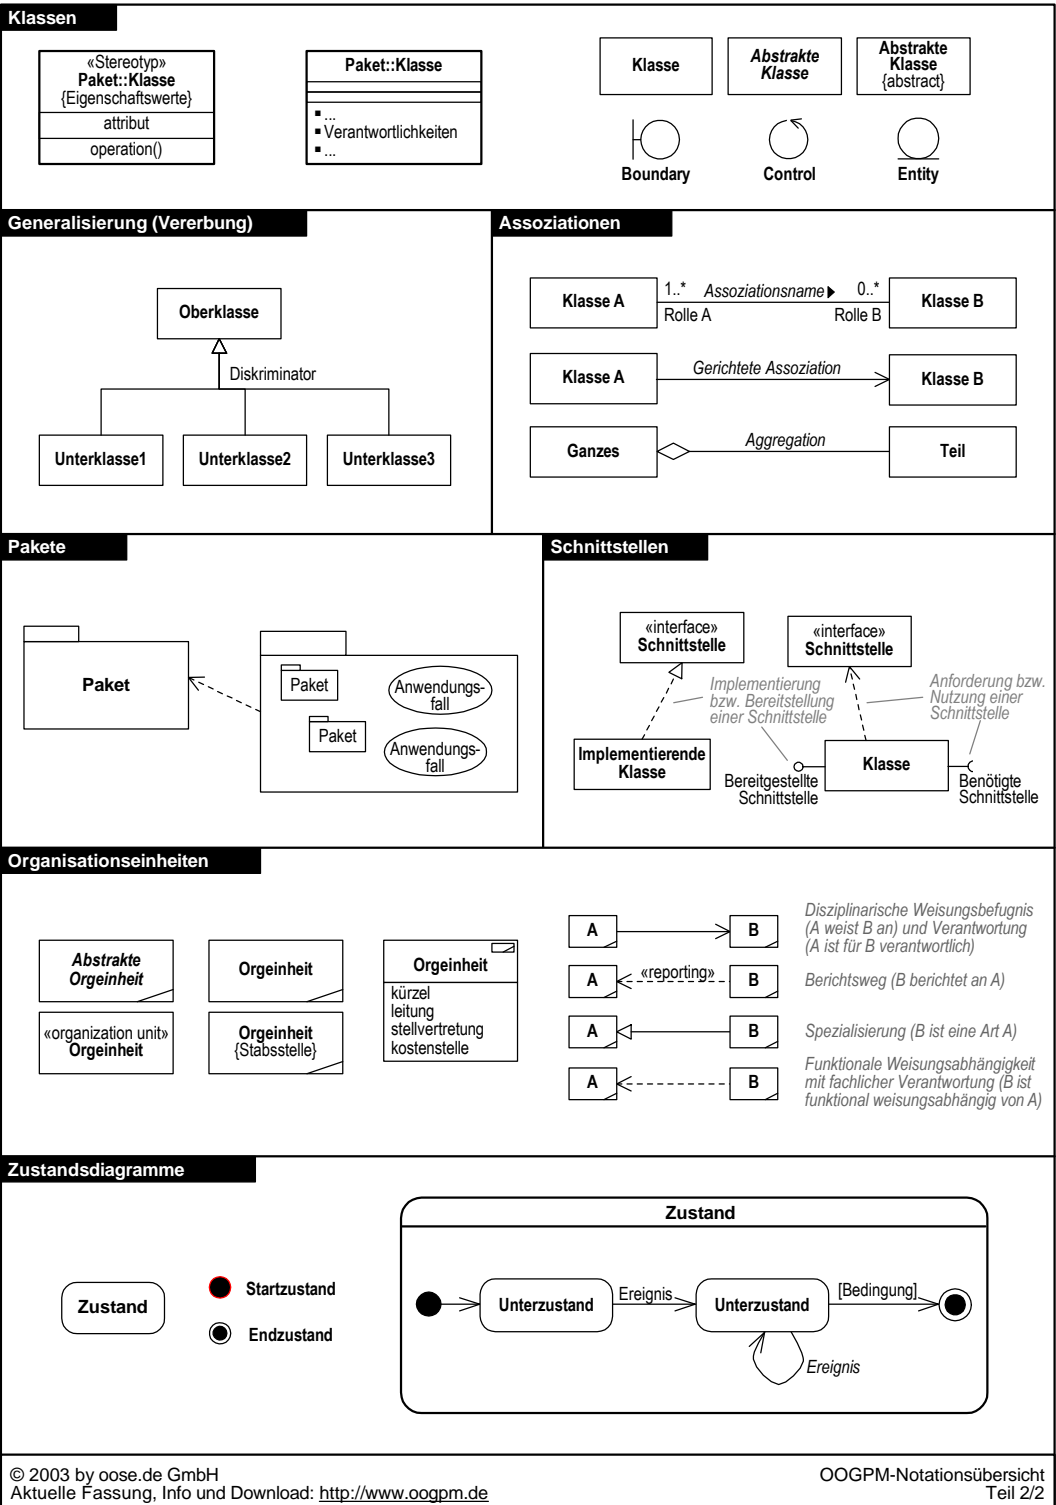 Klassen
«Stereotyp»
Paket::Klasse
{Eigenschaftswerte}
attribut
operation()
Paket::Klasse
...
Verantwortlichkeiten
...
Klasse
Abstrakte
Klasse
Abstrakte
Klasse
{abstract}
Boundary
Control
Entity
Generalisierung (Vererbung)
Oberklasse
Diskriminator
Unterklasse1
Unterklasse2
Unterklasse3
Assoziationen
Klasse A
1..*
Assoziationsname
0..*
Rolle A
Rolle B
Klasse B
Klasse A
Gerichtete Assoziation
Klasse B
Ganzes
Aggregation
Teil
Pakete
Paket
Paket
Anwendungs-
fall
Paket
Anwendungs-
fall
Schnittstellen
«interface»
Schnittstelle
«interface»
Schnittstelle
Implementierung
bzw. Bereitstellung
einer Schnittstelle
Anforderung bzw.
Nutzung einer
Schnittstelle
Implementierende
Klasse
Klasse
Bereitgestellte
Schnittstelle
Benötigte
Schnittstelle
Organisationseinheiten
Abstrakte
Orgeinheit
Orgeinheit
Orgeinheit
kürzel
leitung
stellvertretung
kostenstelle
«organization unit»
Orgeinheit
Orgeinheit
{Stabsstelle}
A
B
Disziplinarische Weisungsbefugnis
(A weist B an) und Verantwortung
(A ist für B verantwortlich)
A
«reporting»
B
Berichtsweg (B berichtet an A)
A
B
Spezialisierung (B ist eine Art A)
A
B
Funktionale Weisungsabhängigkeit
mit fachlicher Verantwortung (B ist
funktional weisungsabhängig von A)
Zustandsdiagramme
Zustand
Startzustand
Endzustand
Zustand
Unterzustand
Ereignis
Unterzustand
[Bedingung]
Ereignis
© 2003 by oose.de GmbH
Aktuelle Fassung, Info und Download: http://www.oogpm.de
OOGPM-Notationsübersicht
Teil 2/2